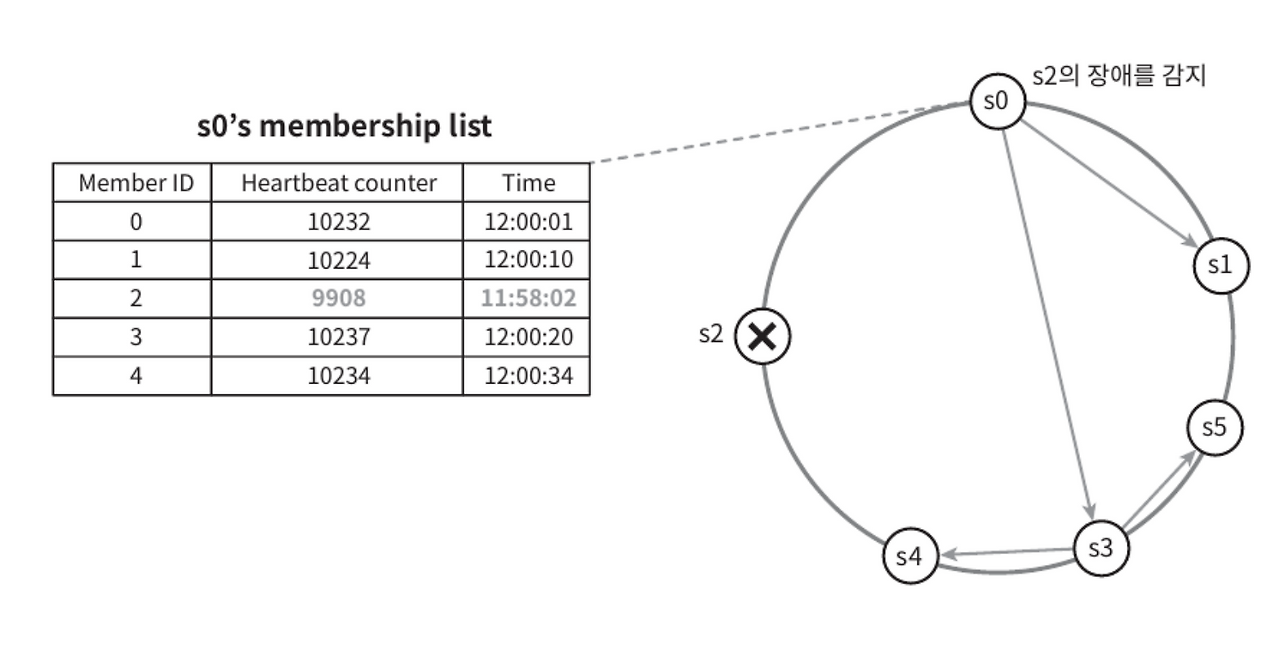 s2의 장애를 감지
s0
s0’s membership list
Member ID Heartbeat counter Time
0 10232 12:00:01
1 10224 12:00:10
2 9908 11:58:02
3 10237 12:00:20
4 10234 12:00:34
s1
s2
s5
s3
s4